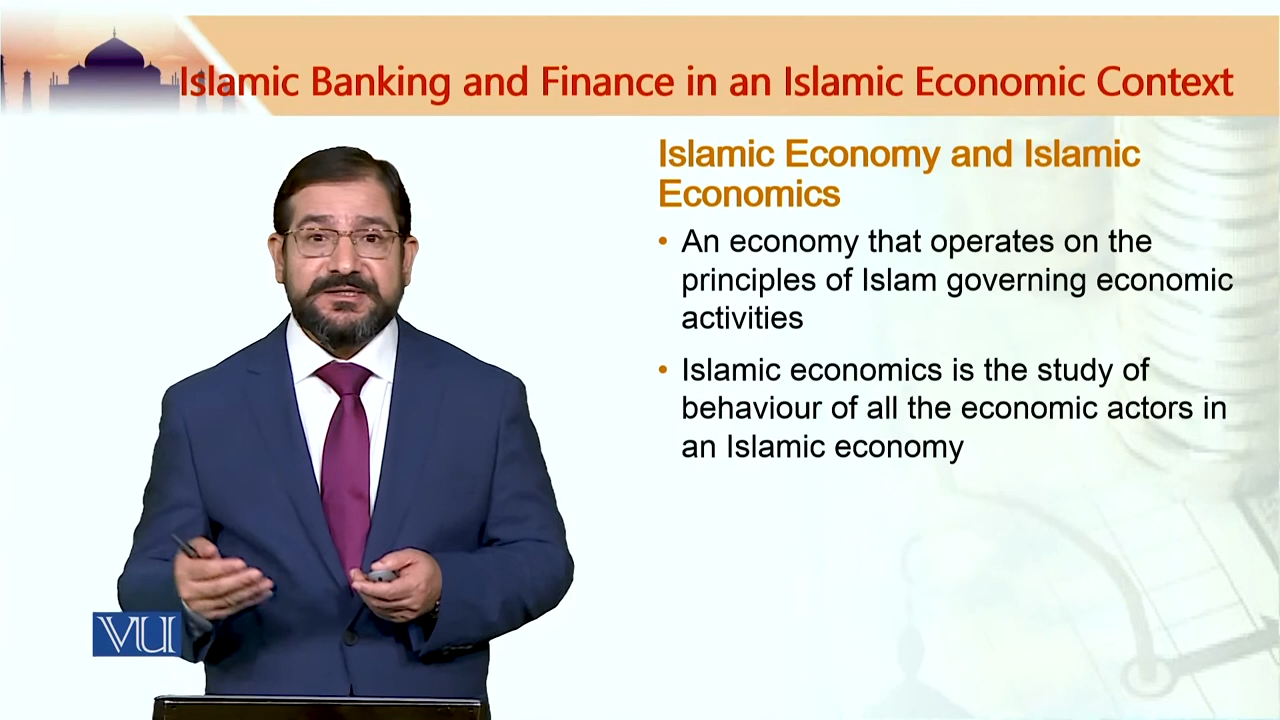 Islamic Banking and Finance in an Islamic Economic Context
Islamic Economy and Islamic
Economics
• An economy that operates on the
principles of Islam governing economic
activities
• Islamic economics is the study of
behaviour of all the economic actors in
an Islamic economy
VU